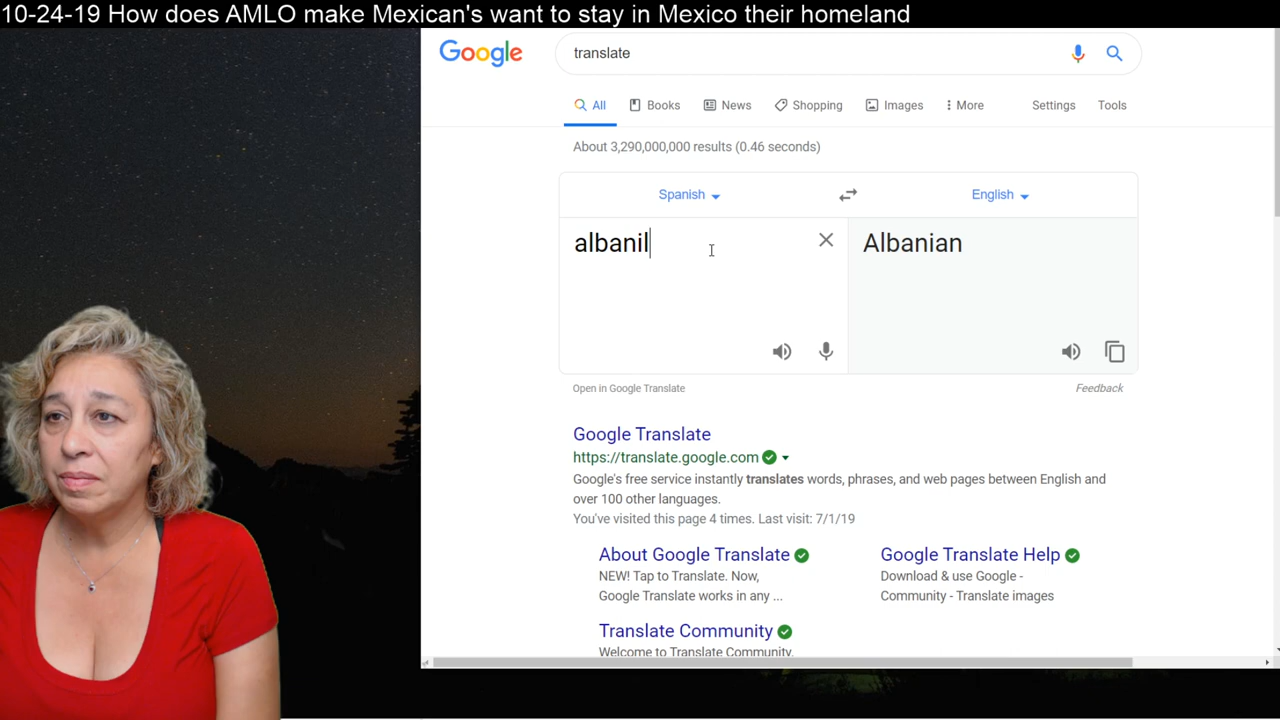 10-24-19 How does AMLO make Mexican's want to stay in Mexico their homeland
Google
translate
All Books News Shopping Images More Settings Tools
About 3,290,000,000 results (0.46 seconds)
Spanish English
albanil Albanian
Open in Google Translate Feedback
Google Translate
https://translate.google.com
Google's free service instantly translates words, phrases, and web pages between English and
over 100 other languages.
You've visited this page 4 times. Last visit: 7/1/19
About Google Translate
NEW! Tap to Translate. Now,
Google Translate works in any ...
Google Translate Help
Download & use Google -
Community - Translate images
Translate Community
Welcome to Translate Community.